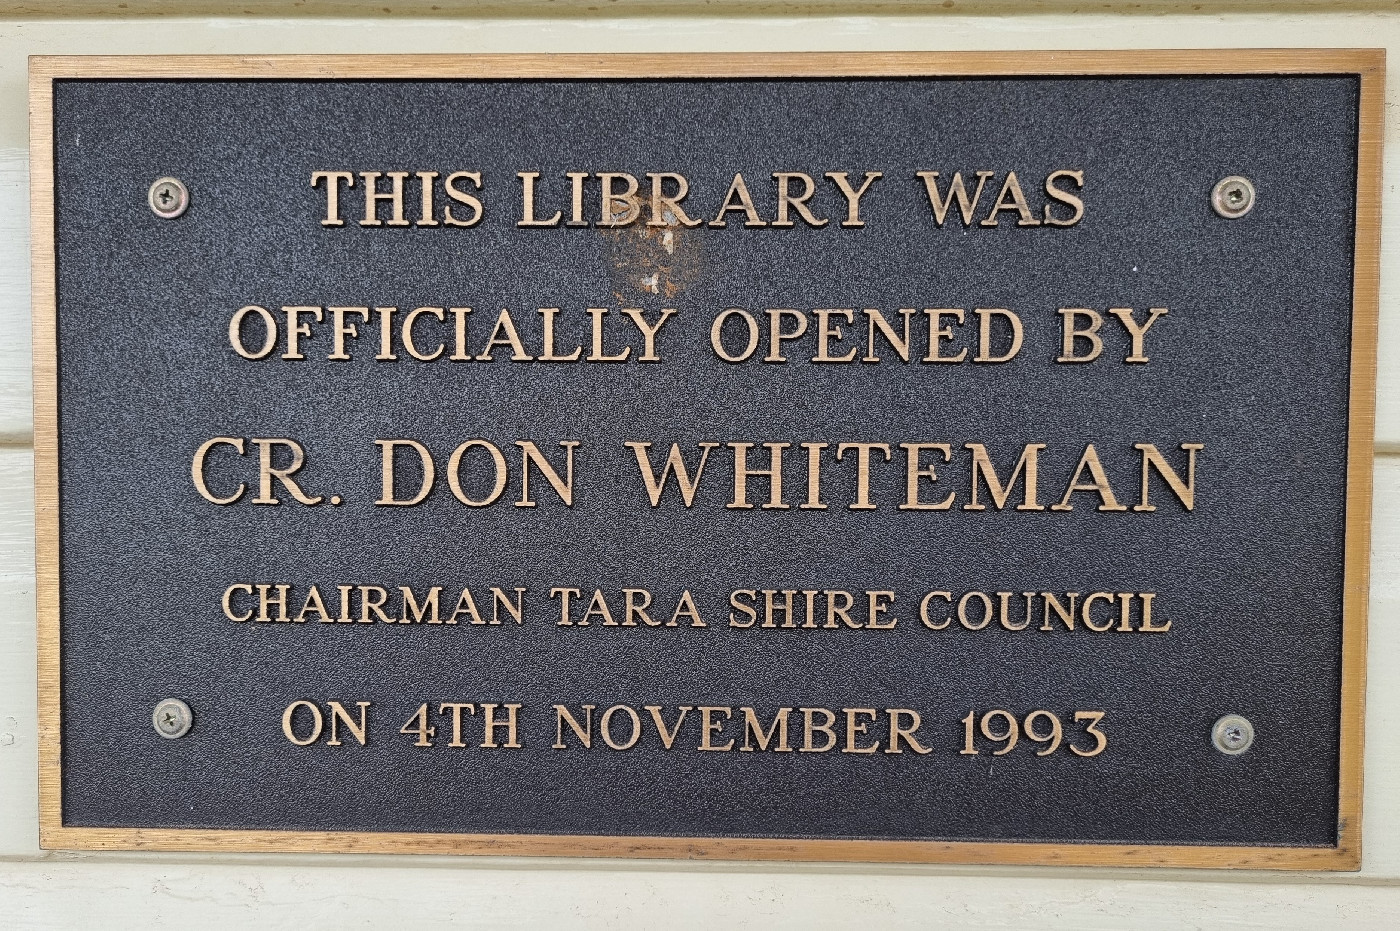 THIS LIBRARY WAS
OFFICIALLY OPENED BY
CR. DON WHITEMAN
CHAIRMAN TARA SHIRE COUNCIL
ON 4TH NOVEMBER 1993